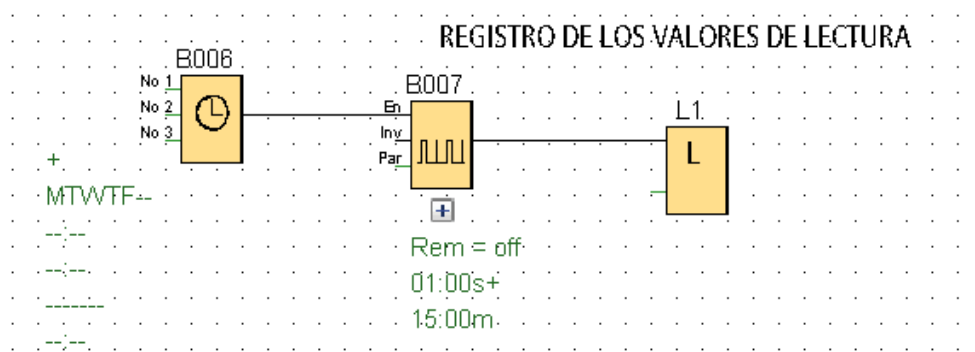 REGISTRO DE LOS VALORES DE LECTURA
B006
No 1
No 2
No 3
+
MTWTF--
--:--
--:--
-------
--:--
B007
En
Inv
Par
+
Rem = off
01:00s+
15:00m
L1
L